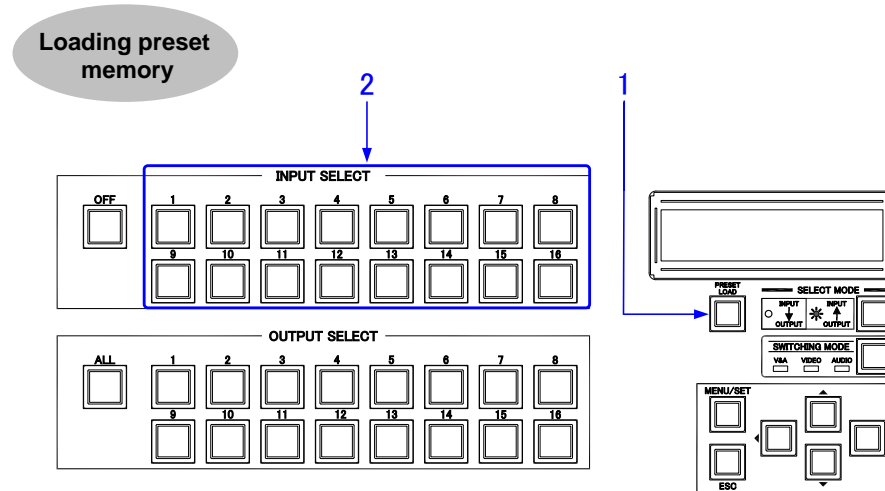 Loading preset
memory
2
1
INPUT SELECT
OFF
1 2 3 4 5 6 7 8
9 10 11 12 13 14 15 16
OUTPUT SELECT
ALL
1 2 3 4 5 6 7 8
9 10 11 12 13 14 15 16
PRESET
LOAD
SELECT MODE
INPUT
OUTPUT
INPUT
OUTPUT
SWITCHING MODE
V&A VIDEO AUDIO
MENU/SET
ESC